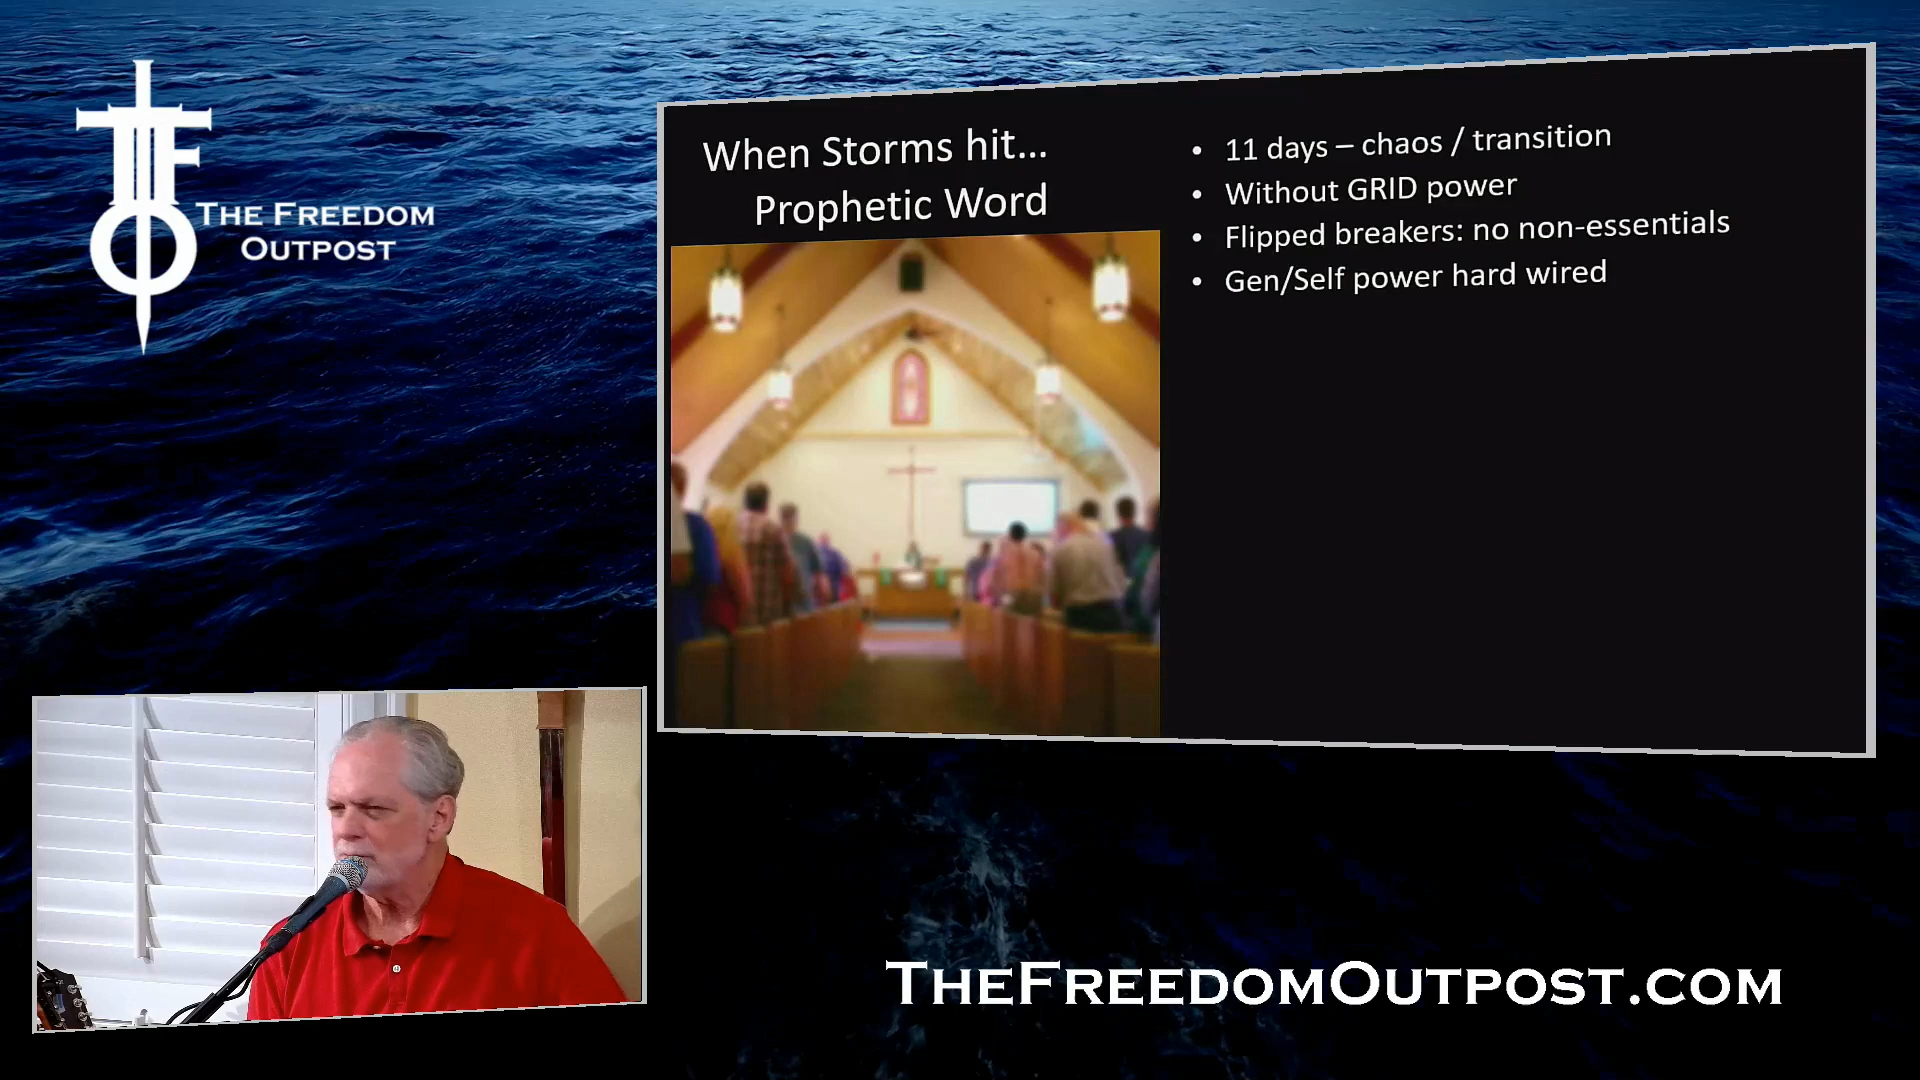 The Freedom
Outpost
When Storms hit...
Prophetic Word
• 11 days – chaos / transition
• Without GRID power
• Flipped breakers: no non-essentials
• Gen/Self power hard wired
TheFreedomOutpost.com